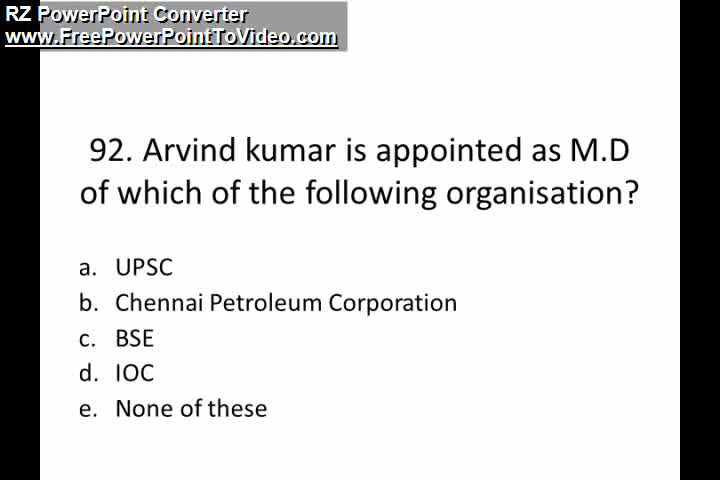 RZ PowerPoint Converter
www.FreePowerPointToVideo.com
92. Arvind kumar is appointed as M.D
of which of the following organisation?
a. UPSC
b. Chennai Petroleum Corporation
c. BSE
d. IOC
e. None of these